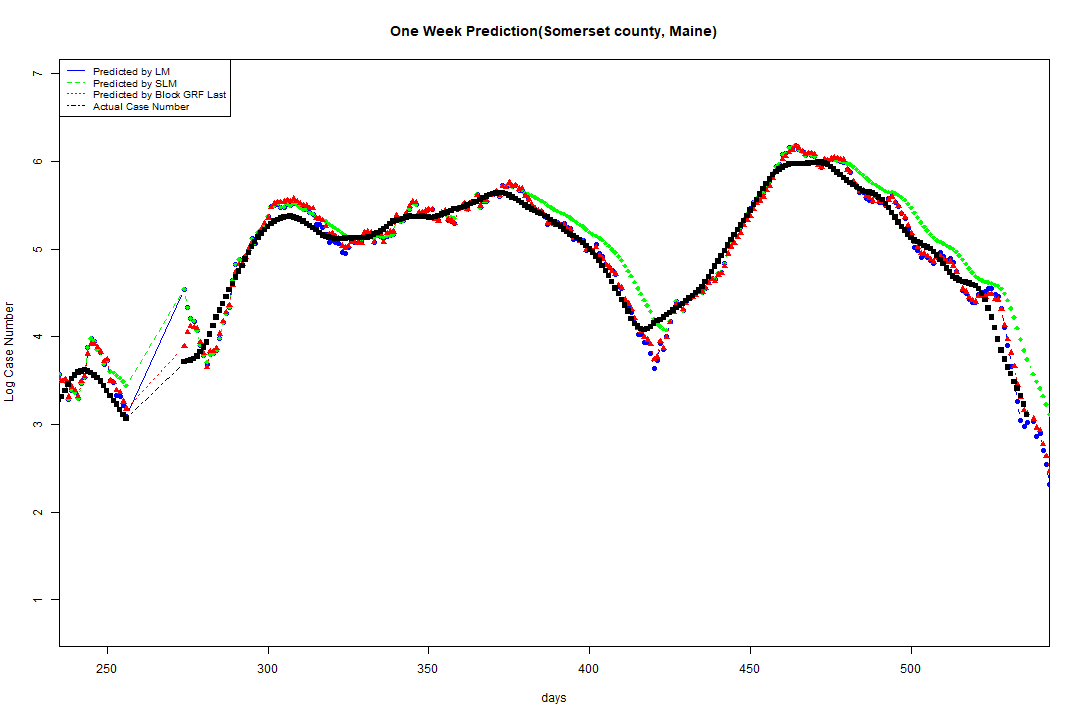 One Week Prediction(Somerset county, Maine)
Predicted by LM
Predicted by SLM
Predicted by Block GRF Last
Actual Case Number
7
6
5
4
3
2
1
Log Case Number
250 300 350 400 450 500
days